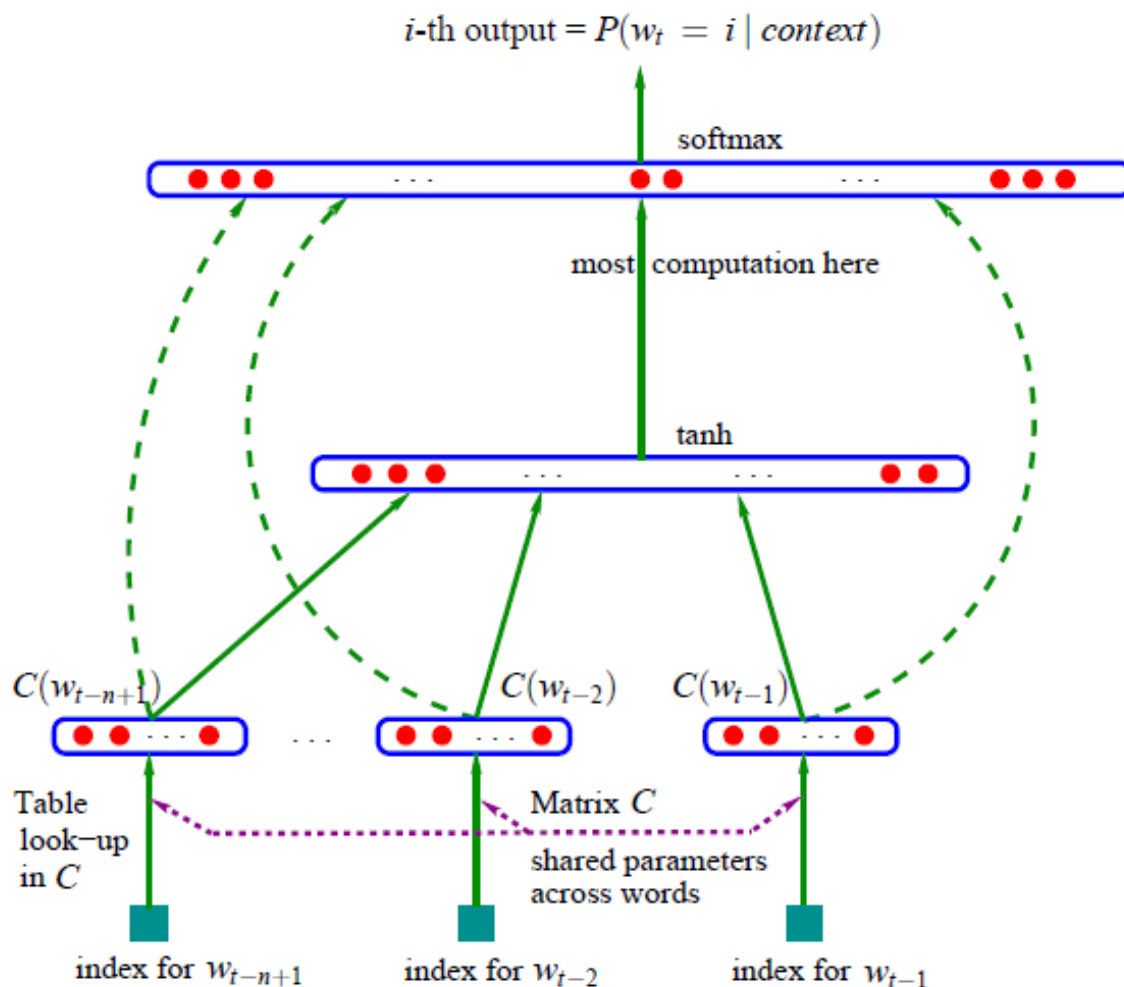 i-th output = P(w_t = i | context)
softmax
. . .
. . .
most computation here
tanh
. . .
. . .
C(w_{t−n+1})
C(w_{t−2})
C(w_{t−1})
. . .
. . .
. . .
. . .
Table
look−up
in C
Matrix C
shared parameters
across words
index for w_{t−n+1}
index for w_{t−2}
index for w_{t−1}